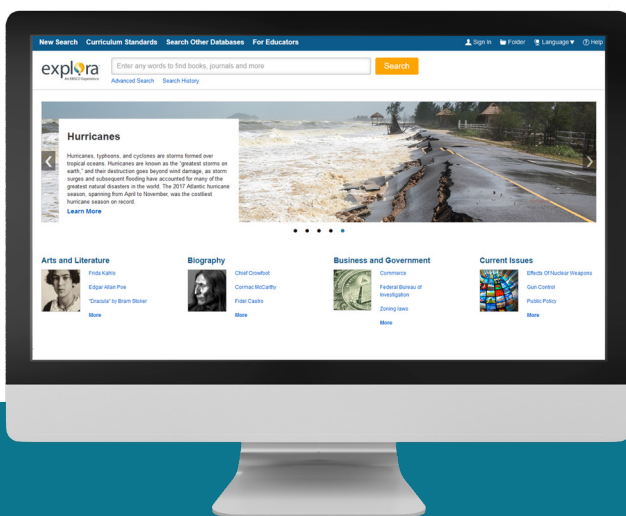 New Search Curriculum Standards Search Other Databases For Educators
Sign In Folder Language Help
explora
An EBSCO Experience
Enter any words to find books, journals and more
Search
Advanced Search Search History
Hurricanes
Hurricanes, typhoons, and cyclones are storms formed over
tropical oceans. Hurricanes are known as the "greatest storms on
earth," and their destruction goes beyond wind damage, as storm
surges and subsequent flooding have accounted for many of the
greatest natural disasters in the world. The 2017 Atlantic hurricane
season, spanning from April to November, was the costliest
hurricane season on record.
Learn More
Arts and Literature
Frida Kahlo
Edgar Allan Poe
"Dracula" by Bram Stoker
More
Biography
Chief Crowfoot
Cormac McCarthy
Fidel Castro
More
Business and Government
Commerce
Federal Bureau of
Investigation
Zoning laws
More
Current Issues
Effects Of Nuclear Weapons
Gun Control
Public Policy
More